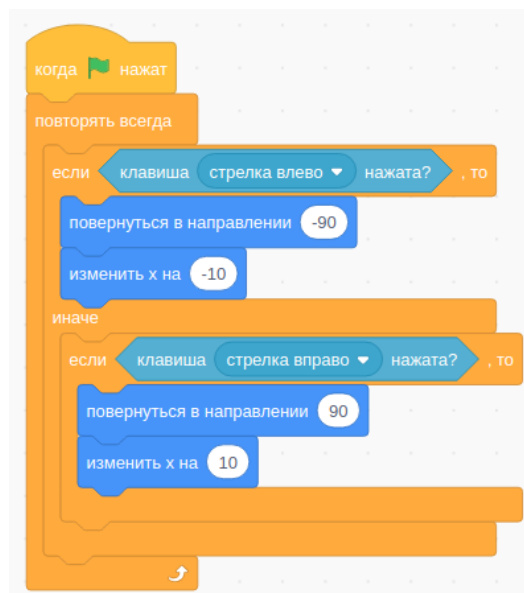 когда нажат
повторять всегда
если клавиша стрелка влево нажата? , то
повернуться в направлении -90
изменить х на -10
иначе
если клавиша стрелка вправо нажата? , то
повернуться в направлении 90
изменить х на 10